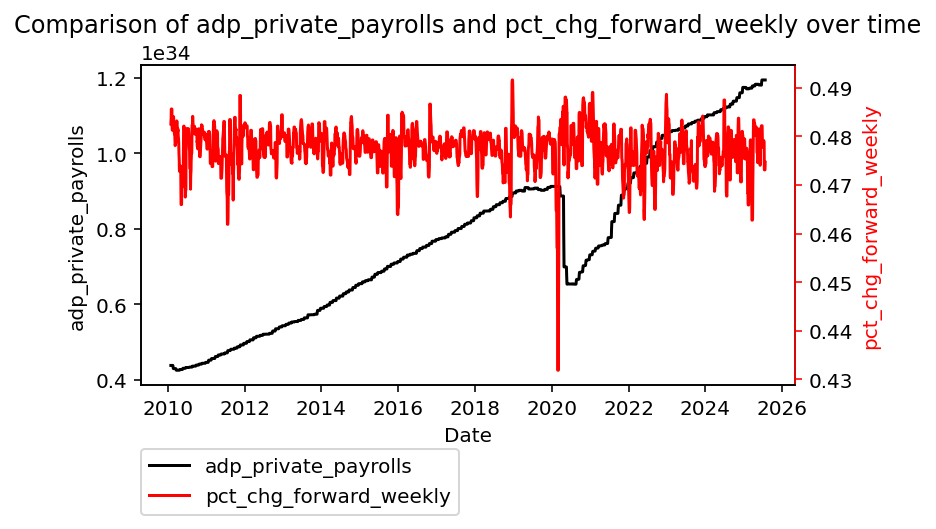 Comparison of adp_private_payrolls and pct_chg_forward_weekly over time
1e34
1.2
1.0
0.8
0.6
0.4
adp_private_payrolls
0.49
0.48
0.47
0.46
0.45
0.44
0.43
pct_chg_forward_weekly
2010 2012 2014 2016 2018 2020 2022 2024 2026
Date
adp_private_payrolls
pct_chg_forward_weekly